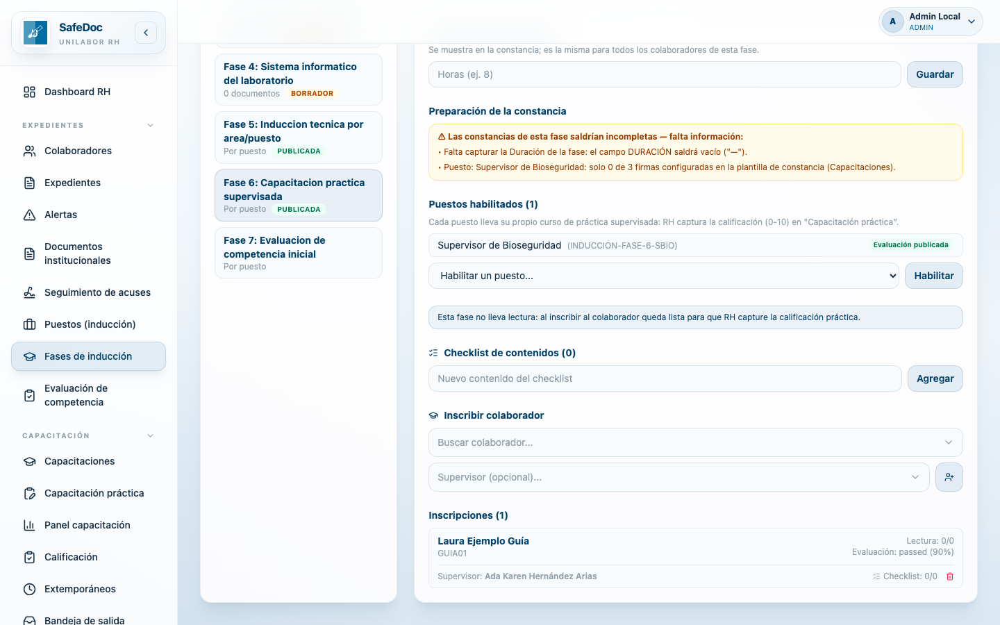 SafeDoc
UNILABOR RH
Dashboard RH
EXPEDIENTES
Colaboradores
Expedientes
Alertas
Documentos
institucionales
Seguimiento de acuses
Puestos (inducción)
Fases de inducción
Evaluación de
competencia
CAPACITACIÓN
Capacitaciones
Capacitación práctica
Panel capacitación
Calificación
Extemporáneos
Bandeja de salida
A
Admin Local
ADMIN
Fase 4: Sistema informatico
del laboratorio
0 documentos BORRADOR
Fase 5: Induccion tecnica por
area/puesto
Por puesto PUBLICADA
Fase 6: Capacitacion practica
supervisada
Por puesto PUBLICADA
Fase 7: Evaluacion de
competencia inicial
Por puesto
Se muestra en la constancia; es la misma para todos los colaboradores de esta fase.
Horas (ej. 8)
Guardar
Preparación de la constancia
Las constancias de esta fase saldrían incompletas — falta información:
• Falta capturar la Duración de la fase: el campo DURACIÓN saldrá vacío ("—").
• Puesto: Supervisor de Bioseguridad: solo 0 de 3 firmas configuradas en la plantilla de constancia (Capacitaciones).
Puestos habilitados (1)
Cada puesto lleva su propio curso de práctica supervisada: RH captura la calificación (0-10) en "Capacitación práctica".
Supervisor de Bioseguridad (INDUCCION-FASE-6-SBIO)
Evaluación publicada
Habilitar un puesto...
Habilitar
Esta fase no lleva lectura: al inscribir al colaborador queda lista para que RH capture la calificación práctica.
Checklist de contenidos (0)
Nuevo contenido del checklist
Agregar
Inscribir colaborador
Buscar colaborador...
Supervisor (opcional)...
Inscripciones (1)
Laura Ejemplo Guía
GUIA01
Lectura: 0/0
Evaluación: passed (90%)
Supervisor: Ada Karen Hernández Arias
Checklist: 0/0